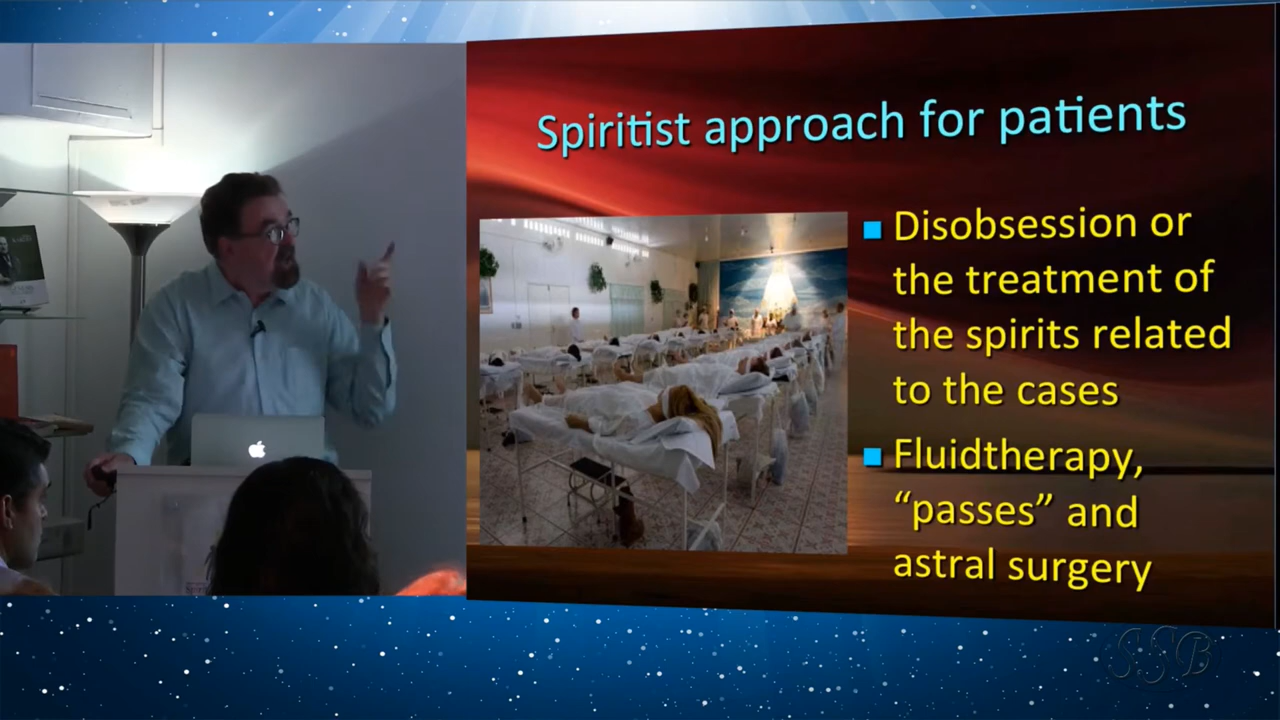 Spiritist approach for patients
Disobsession or
the treatment of
the spirits related
to the cases
Fluidtherapy,
“passes” and
astral surgery
SSB